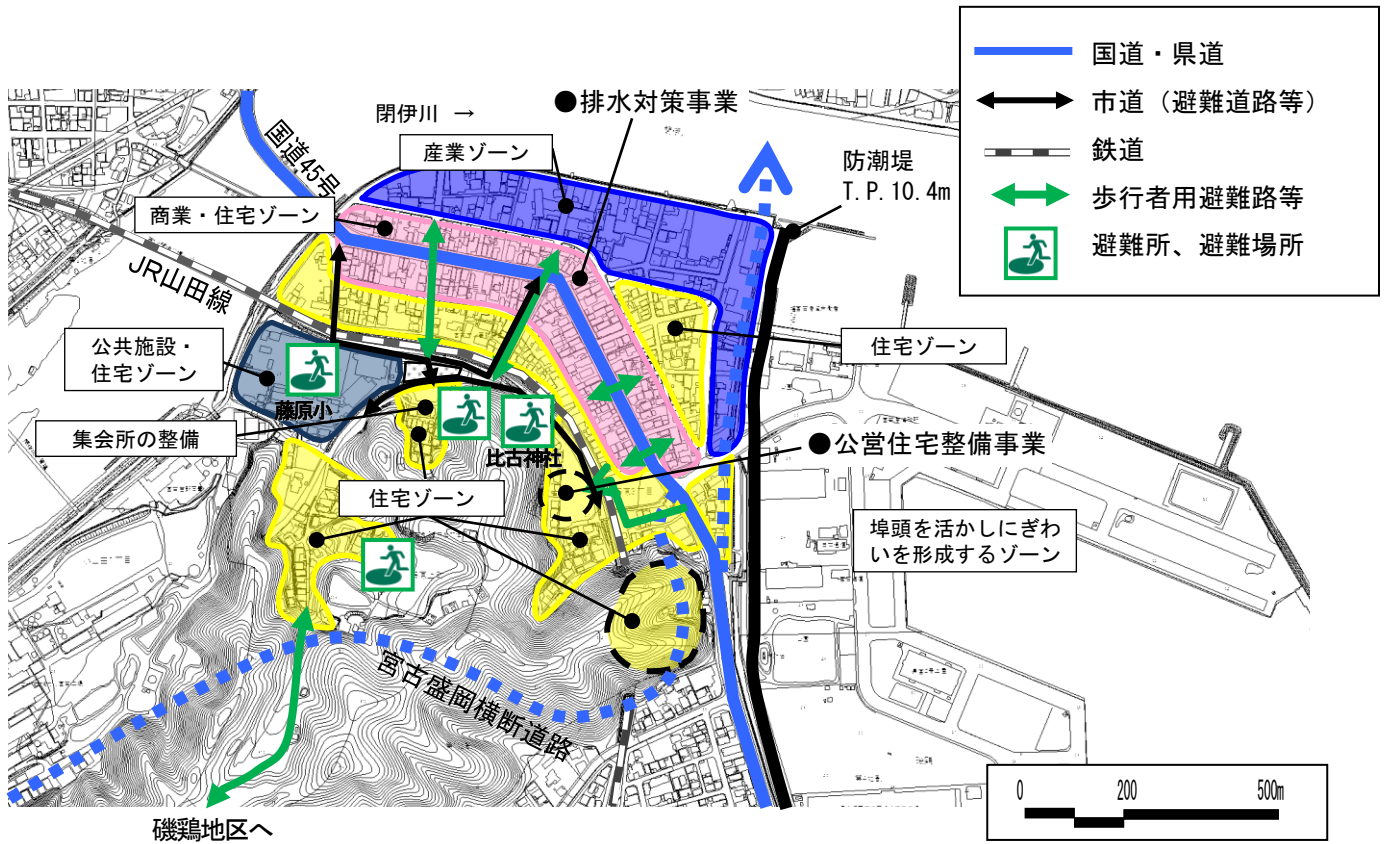 国道・県道
市道（避難道路等）
鉄道
歩行者用避難路等
避難所、避難場所
●排水対策事業
閉伊川　→
産業ゾーン
国道45号
防潮堤
T.P.10.4m
商業・住宅ゾーン
JR山田線
公共施設・
住宅ゾーン
住宅ゾーン
藤原小
集会所の整備
比古神社
●公営住宅整備事業
住宅ゾーン
埠頭を活かしにぎわ
いを形成するゾーン
宮古盛岡横断道路
磯鶏地区へ
0 200 500m